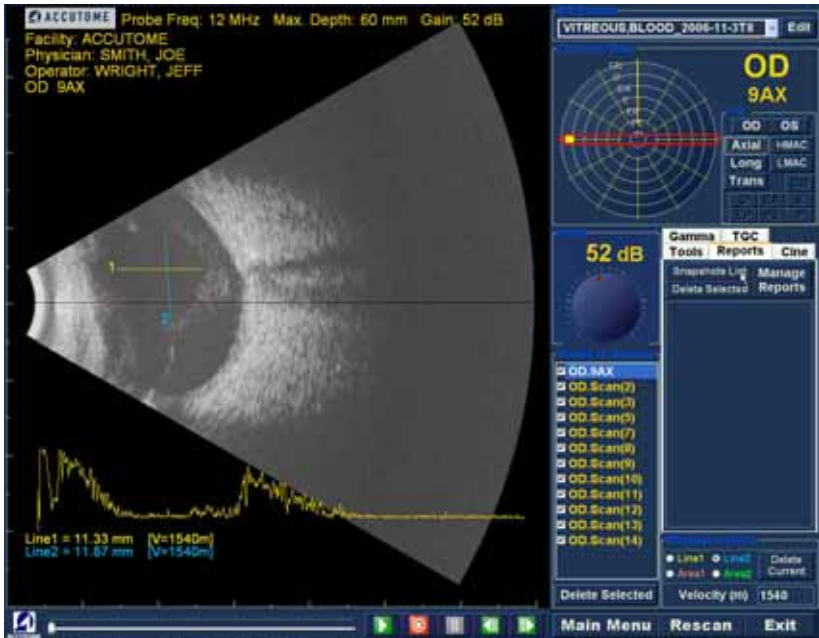 ACCUTOME Probe Freq: 12 MHz Max. Depth: 60 mm Gain: 52 dB
Facility: ACCUTOME
Physician: SMITH, JOE
Operator: WRIGHT, JEFF
OD 9AX
1
2
Line1 = 11.33 mm [V=1540m]
Line2 = 11.67 mm [V=1540m]
VITREOUS,BLOOD_2006-11-3T8 Edit
OD
9AX
OD OS
Axial HMAC
Long LMAC
Trans
52 dB
Gamma TGC
Tools Reports Cine
Snapshots List Manage Reports
Delete Selected
OD.9AX
OD.Scan(2)
OD.Scan(3)
OD.Scan(5)
OD.Scan(7)
OD.Scan(8)
OD.Scan(9)
OD.Scan(10)
OD.Scan(11)
OD.Scan(12)
OD.Scan(13)
OD.Scan(14)
Delete Selected
Line1 Line2 Delete Current
Area1 Area2
Velocity (m) 1540
Main Menu Rescan Exit